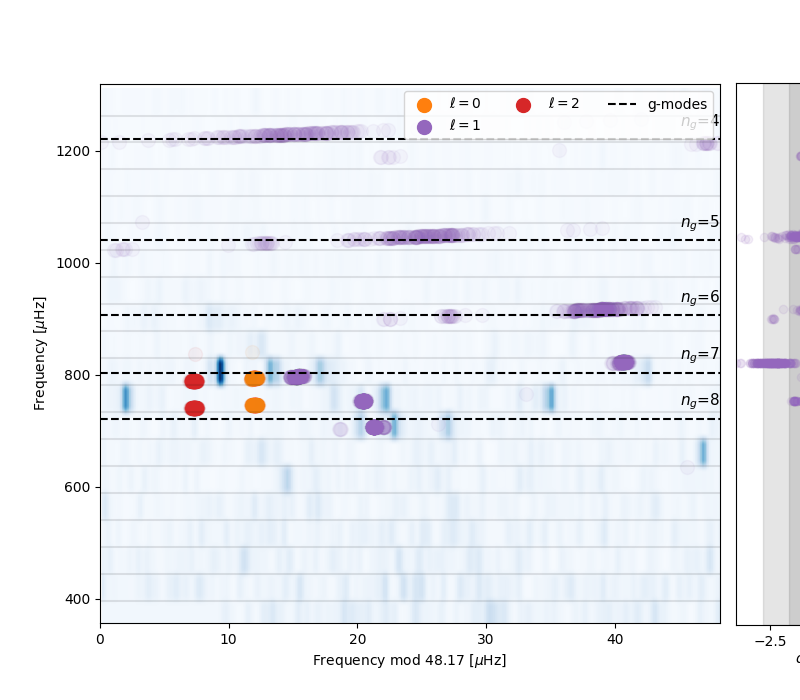 ℓ = 0
ℓ = 2
g-modes
ℓ = 1
n_g=4
n_g=5
n_g=6
n_g=7
n_g=8
1200
1000
800
600
400
Frequency [μHz]
0
10
20
30
40
Frequency mod 48.17 [μHz]
−2.5